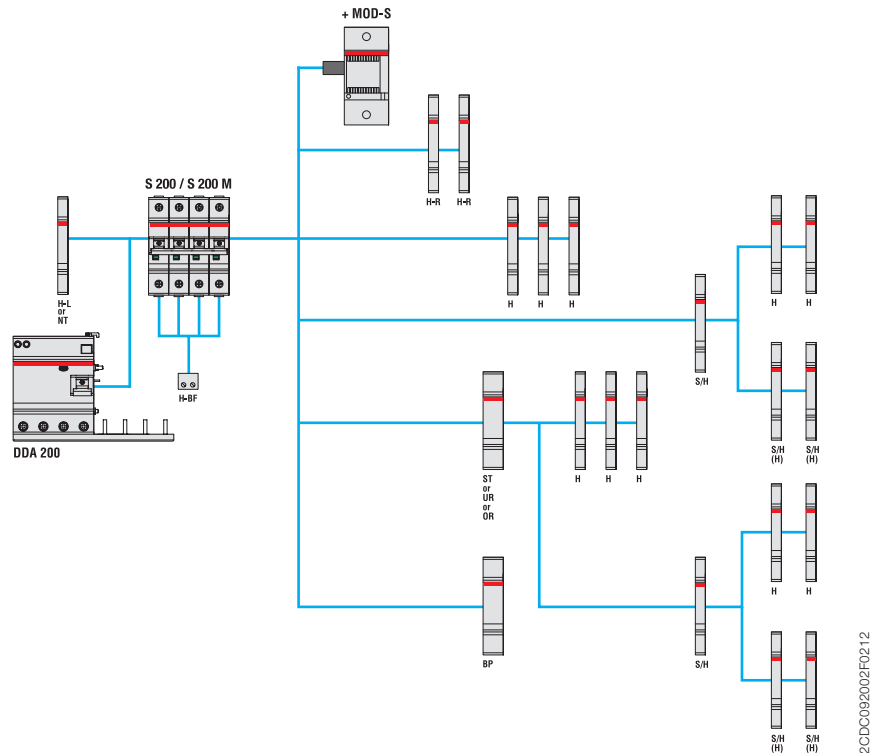 + MOD-S
H-R
H-R
S 200 / S 200 M
H-L
or
NT
H
H
H
H
H
S/H
H-BF
DDA 200
S/H
(H)
S/H
(H)
ST
or
UR
or
OR
H
H
H
H
H
BP
S/H
S/H
(H)
S/H
(H)
2CDC092002F0212